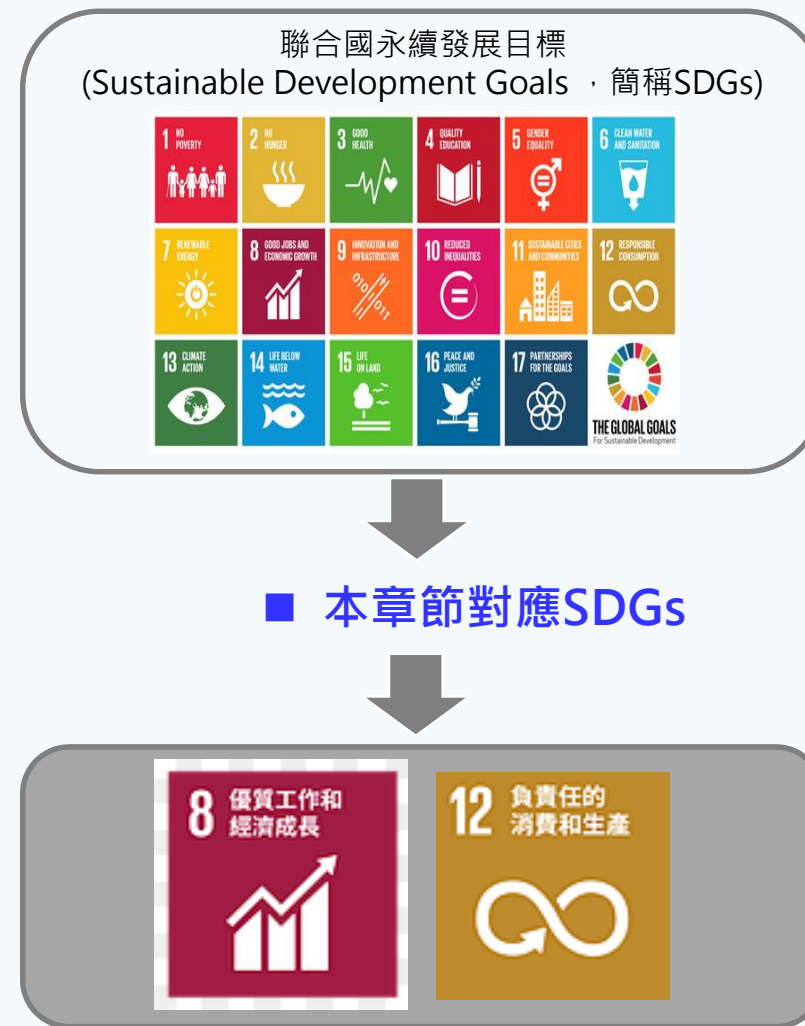 聯合國永續發展目標
(Sustainable Development Goals ，簡稱SDGs)
1 NO
POVERTY
2 NO
HUNGER
3 GOOD
HEALTH
4 QUALITY
EDUCATION
5 GENDER
EQUALITY
6 CLEAN WATER
AND SANITATION
7 RENEWABLE
ENERGY
8 GOOD JOBS AND
ECONOMIC GROWTH
9 INNOVATION AND
INFRASTRUCTURE
10 REDUCED
INEQUALITIES
11 SUSTAINABLE CITIES
AND COMMUNITIES
12 RESPONSIBLE
CONSUMPTION
13 CLIMATE
ACTION
14 LIFE BELOW
WATER
15 LIFE
ON LAND
16 PEACE AND
JUSTICE
17 PARTNERSHIPS
FOR THE GOALS
THE GLOBAL GOALS
For Sustainable Development
■ 本章節對應SDGs
8 優質工作和
經濟成長
12 負責任的
消費和生產